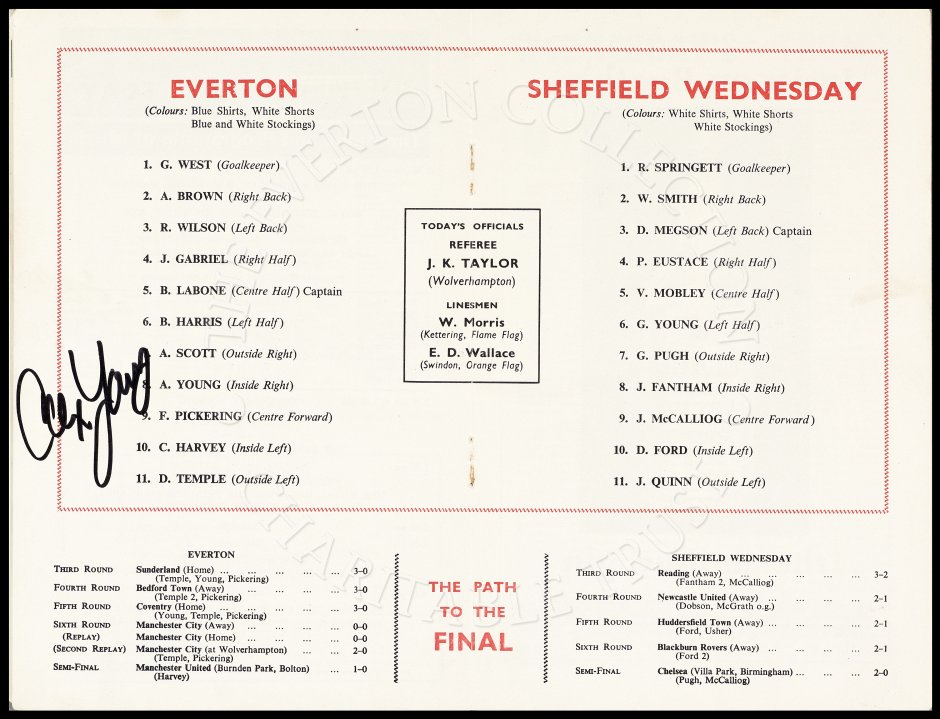 EVERTON
(Colours: Blue Shirts, White Shorts
Blue and White Stockings)
1. G. WEST (Goalkeeper)
2. A. BROWN (Right Back)
3. R. WILSON (Left Back)
4. J. GABRIEL (Right Half)
5. B. LABONE (Centre Half) Captain
6. B. HARRIS (Left Half)
A. SCOTT (Outside Right)
8. A. YOUNG (Inside Right)
9. F. PICKERING (Centre Forward)
10. C. HARVEY (Inside Left)
11. D. TEMPLE (Outside Left)
Alex Young
TODAY'S OFFICIALS
REFEREE
J. K. TAYLOR
(Wolverhampton)
LINESMEN
W. Morris
(Kettering, Flame Flag)
E. D. Wallace
(Swindon, Orange Flag)
SHEFFIELD WEDNESDAY
(Colours: White Shirts, White Shorts
White Stockings)
1. R. SPRINGETT (Goalkeeper)
2. W. SMITH (Right Back)
3. D. MEGSON (Left Back) Captain
4. P. EUSTACE (Right Half)
5. V. MOBLEY (Centre Half)
6. G. YOUNG (Left Half)
7. G. PUGH (Outside Right)
8. J. FANTHAM (Inside Right)
9. J. McCALLIOG (Centre Forward)
10. D. FORD (Inside Left)
11. J. QUINN (Outside Left)
© THE EVERTON COLLECTION CHARITABLE TRUST
EVERTON
THIRD ROUND Sunderland (Home) ... ... ... ... ... 3–0
(Temple, Young, Pickering)
FOURTH ROUND Bedford Town (Away) ... ... ... ... 3–0
(Temple 2, Pickering)
FIFTH ROUND Coventry (Home) ... ... ... ... ... 3–0
(Young, Temple, Pickering)
SIXTH ROUND Manchester City (Away) ... ... ... ... 0–0
(REPLAY) Manchester City (Home) ... ... ... ... 0–0
(SECOND REPLAY) Manchester City (at Wolverhampton) ... ... 2–0
(Temple, Pickering)
SEMI-FINAL Manchester United (Burnden Park, Bolton) ... 1–0
(Harvey)
THE PATH
TO THE
FINAL
SHEFFIELD WEDNESDAY
THIRD ROUND Reading (Away) ... ... ... ... ... 3–2
(Fantham 2, McCalliog)
FOURTH ROUND Newcastle United (Away) ... ... ... ... 2–1
(Dobson, McGrath o.g.)
FIFTH ROUND Huddersfield Town (Away) ... ... ... ... 2–1
(Ford, Usher)
SIXTH ROUND Blackburn Rovers (Away) ... ... ... ... 2–1
(Ford 2)
SEMI-FINAL Chelsea (Villa Park, Birmingham) ... ... ... 2–0
(Pugh, McCalliog)